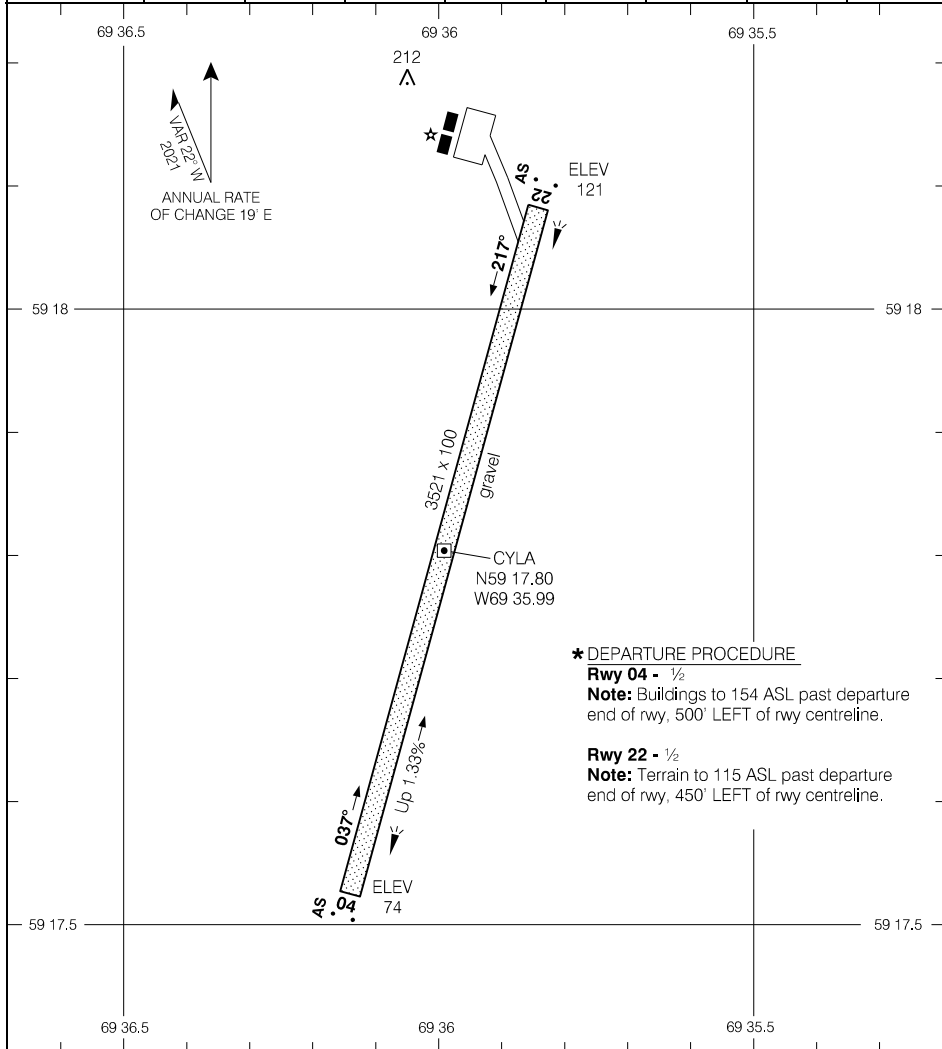 69 36.5
69 36
69 35.5
212
VAR 22° W
2021
ANNUAL RATE
OF CHANGE 19' E
AS
22
ELEV
121
217°
59 18
59 18
3521 x 100
gravel
CYLA
N59 17.80
W69 35.99
* DEPARTURE PROCEDURE
Rwy 04 - ½
Note: Buildings to 154 ASL past departure
end of rwy, 500' LEFT of rwy centreline.
Rwy 22 - ½
Note: Terrain to 115 ASL past departure
end of rwy, 450' LEFT of rwy centreline.
Up 1.33%
037°
AS
04
ELEV
74
59 17.5
59 17.5
69 36.5
69 36
69 35.5